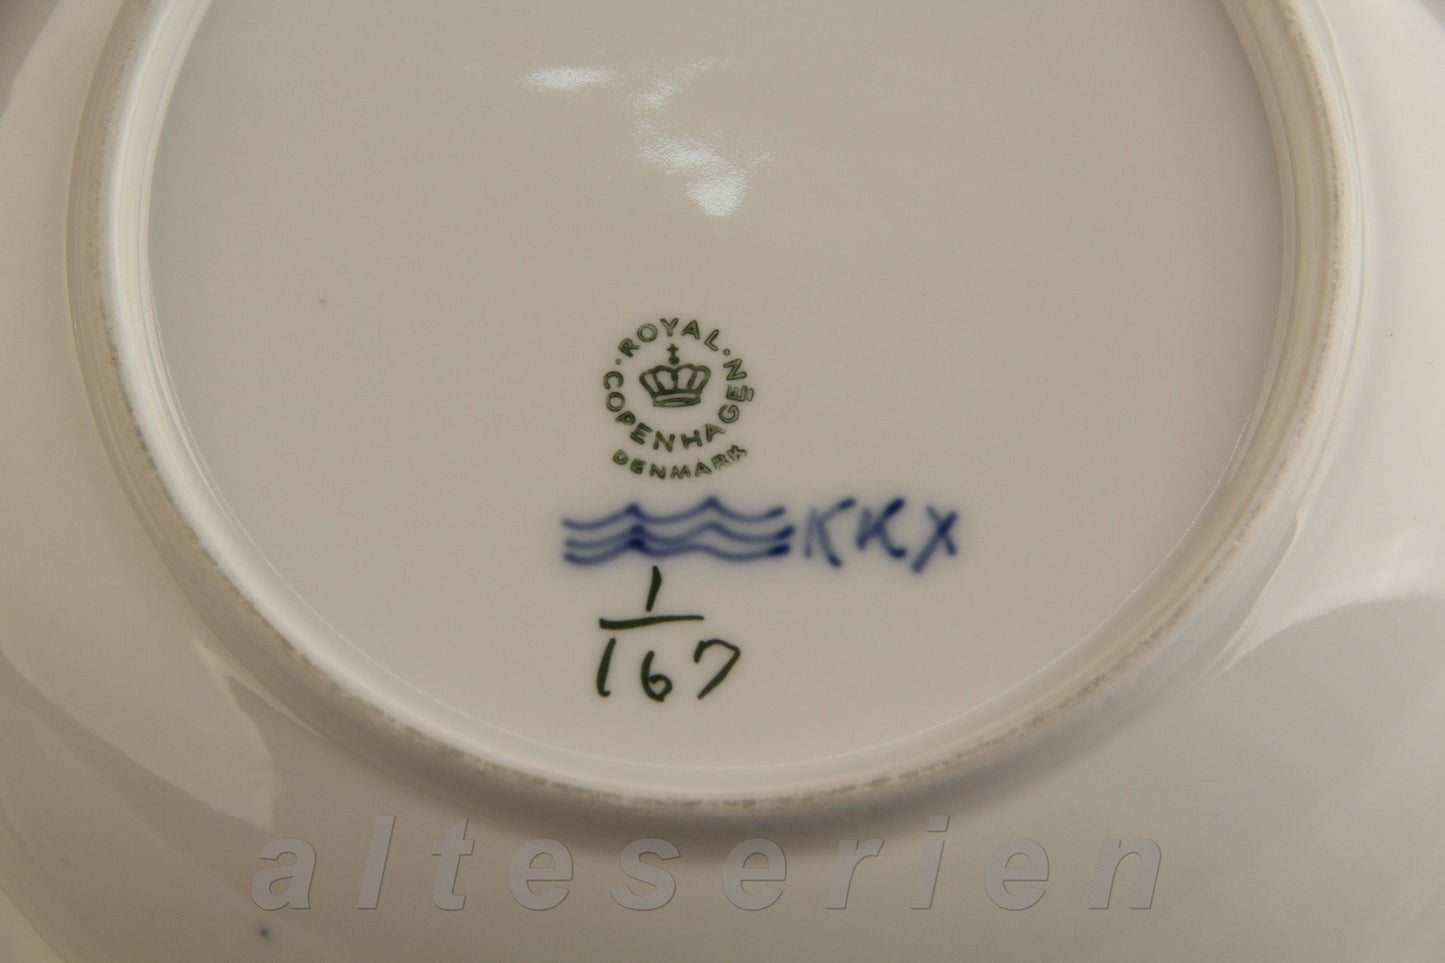 ROYAL
COPENHAGEN
DENMARK
KKX
1
167
alteserien